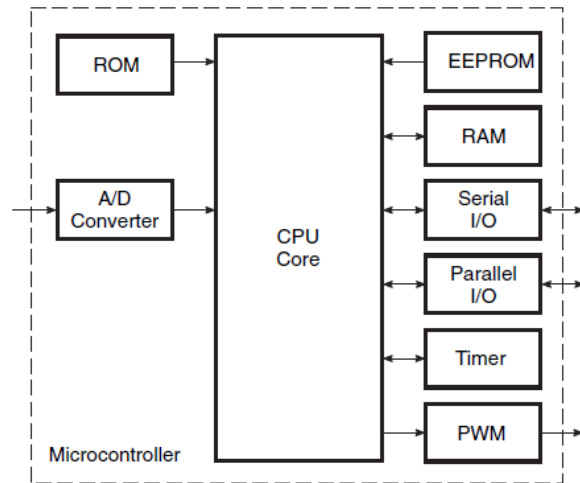 ROM
EEPROM
RAM
A/D
Converter
Serial
I/O
CPU
Core
Parallel
I/O
Timer
PWM
Microcontroller